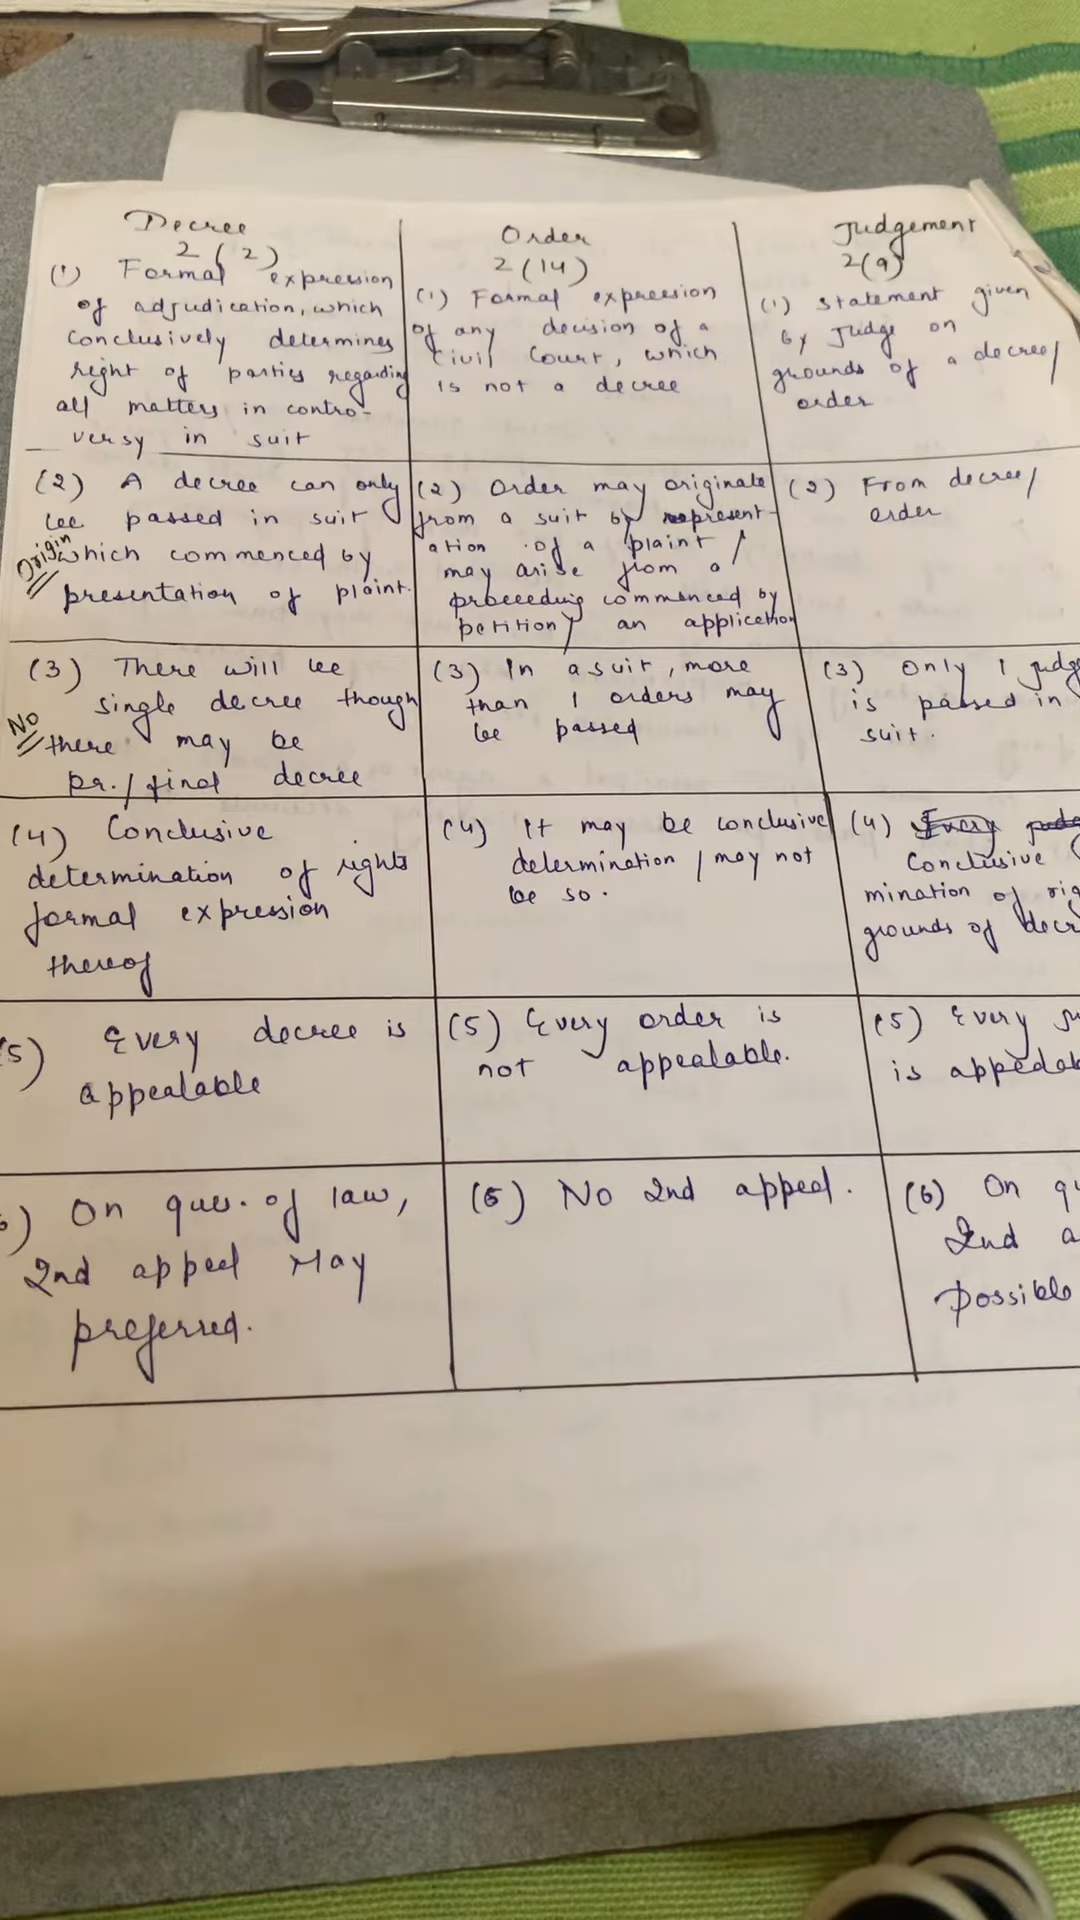 Decree
2(2)
(1) Formal expression
of adjudication, which
conclusively determines
right of parties regarding
all matters in contro-
versy in suit
Order
2(14)
(1) Formal expression
of any decision of a
civil Court, which
is not a decree
Judgement
2(9)
(1) statement given
by Judge on
grounds of a decree/
order
(2) A decree can only
be passed in suit
Origin
which commenced by
presentation of plaint.
(2) Order may originate
from a suit by represent-
ation of a plaint /
may arise from a
proceeding commenced by
petition/ an application
(2) From decree/
order
(3) There will be
single decree though
No
there may be
pr./final decree
(3) In a suit, more
than 1 orders may
be passed
(3) Only 1 judge
is passed in
suit.
(4) Conclusive
determination of rights
formal expression
thereof
(4) It may be conclusive
determination / may not
be so.
(4) Every
Conclusive
mination of rig
grounds of decr
5) Every decree is
appealable
(5) Every order is
not appealable.
(5) Every ju
is appealab
) On ques. of law,
2nd appeal may
preferred.
(6) No 2nd appeal.
(6) On qu
2nd a
possible